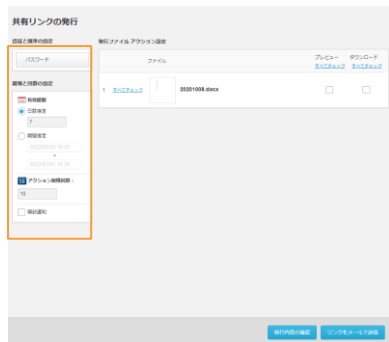 共有リンクの発行
認証と権限の設定
パスワード
期限と回数の設定
有効期間
日数指定
7
期間指定
アクション制限回数：
10
開封通知
発行ファイル アクション設定
ファイル
プレビュー
ダウンロード
すべてチェック
すべてチェック
1
すべてチェック
20201008.docx
発行内容の確認
リンクをメールで送信